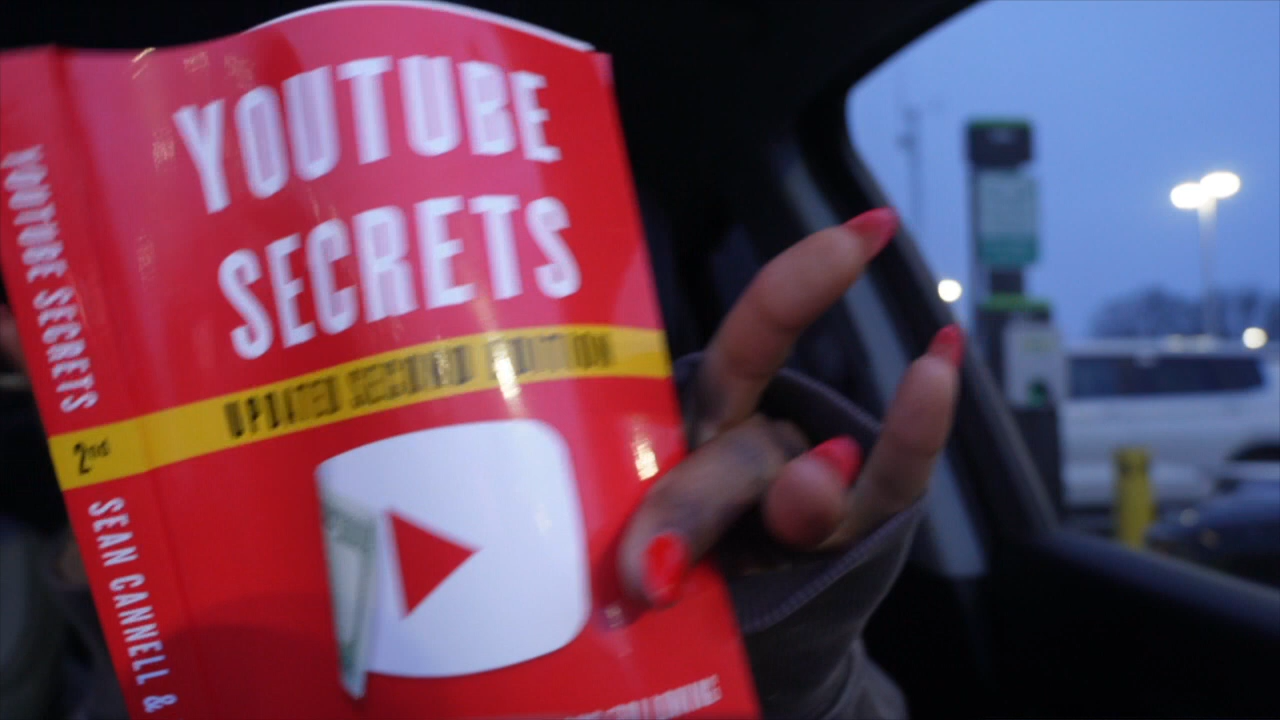 YOUTUBE
SECRETS
UPDATED SECOND EDITION
YOUTUBE SECRETS
2nd
SEAN CANNELL &